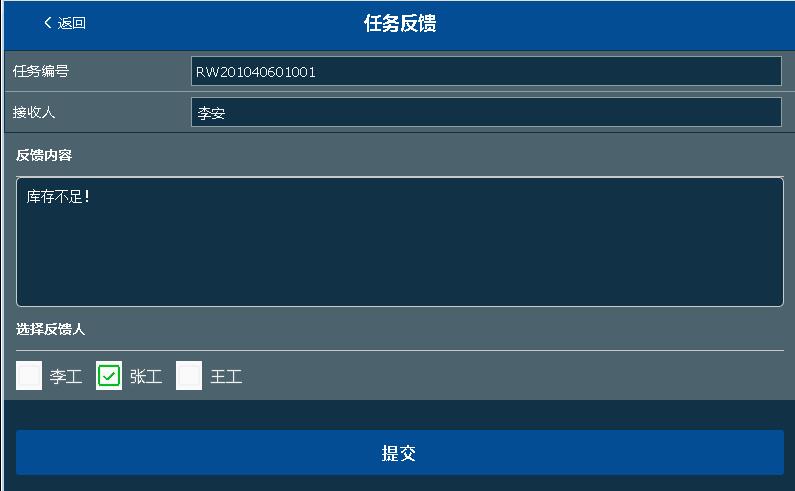 返回
任务反馈
任务编号 RW201040601001
接收人 李安
反馈内容
库存不足！
选择反馈人
李工 张工 王工
提交